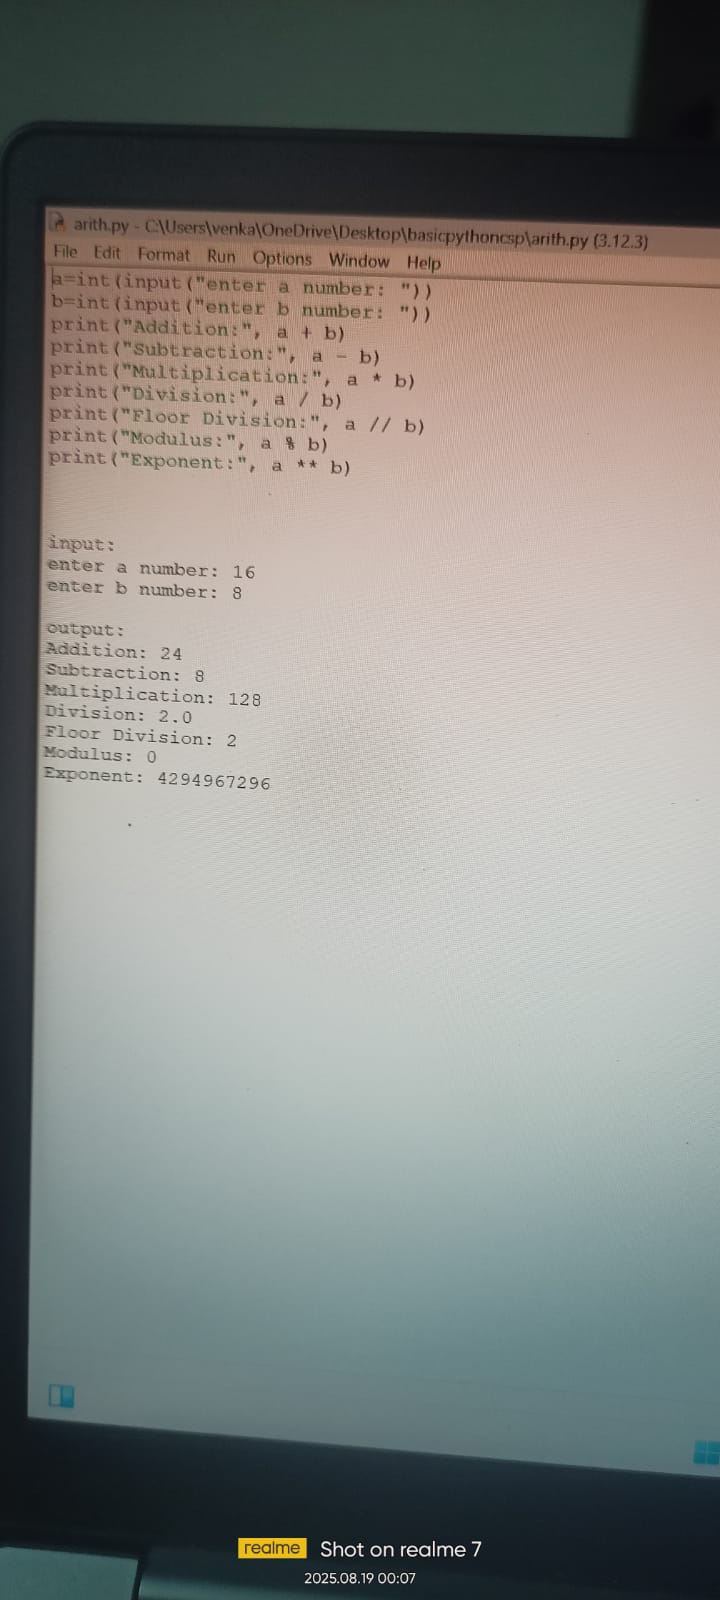 arith.py - C:\Users\venka\OneDrive\Desktop\basicpythoncsp\arith.py (3.12.3)
File Edit Format Run Options Window Help
a=int(input("enter a number: "))
b=int(input("enter b number: "))
print("Addition:", a + b)
print("Subtraction:", a - b)
print("Multiplication:", a * b)
print("Division:", a / b)
print("Floor Division:", a // b)
print("Modulus:", a % b)
print("Exponent:", a ** b)
input:
enter a number: 16
enter b number: 8
output:
Addition: 24
Subtraction: 8
Multiplication: 128
Division: 2.0
Floor Division: 2
Modulus: 0
Exponent: 4294967296
realme Shot on realme 7
2025.08.19 00:07